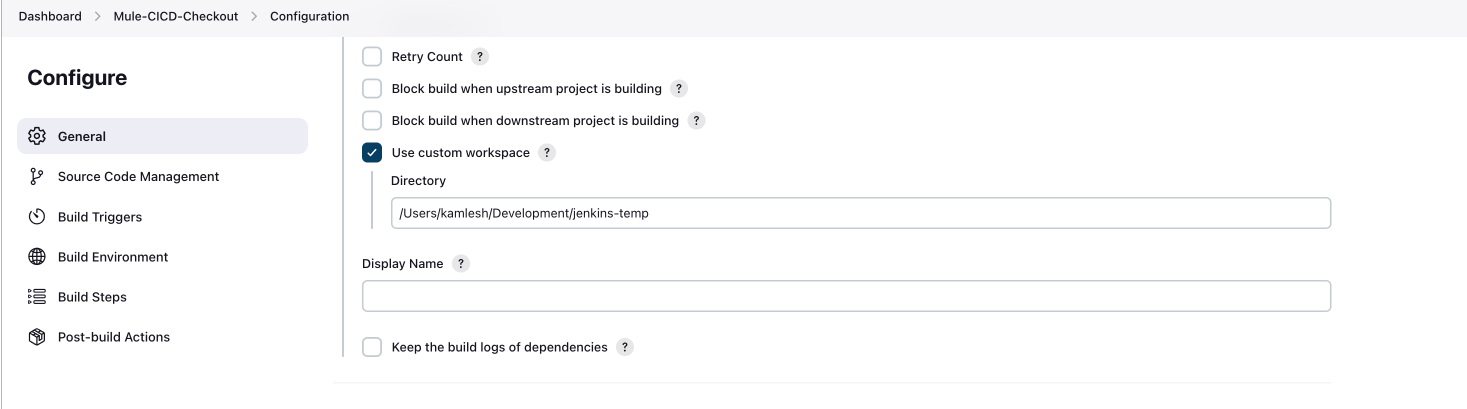 Dashboard > Mule-CICD-Checkout > Configuration
Configure
General
Source Code Management
Build Triggers
Build Environment
Build Steps
Post-build Actions
Retry Count ?
Block build when upstream project is building ?
Block build when downstream project is building ?
Use custom workspace ?
Directory
/Users/kamlesh/Development/jenkins-temp
Display Name ?
Keep the build logs of dependencies ?